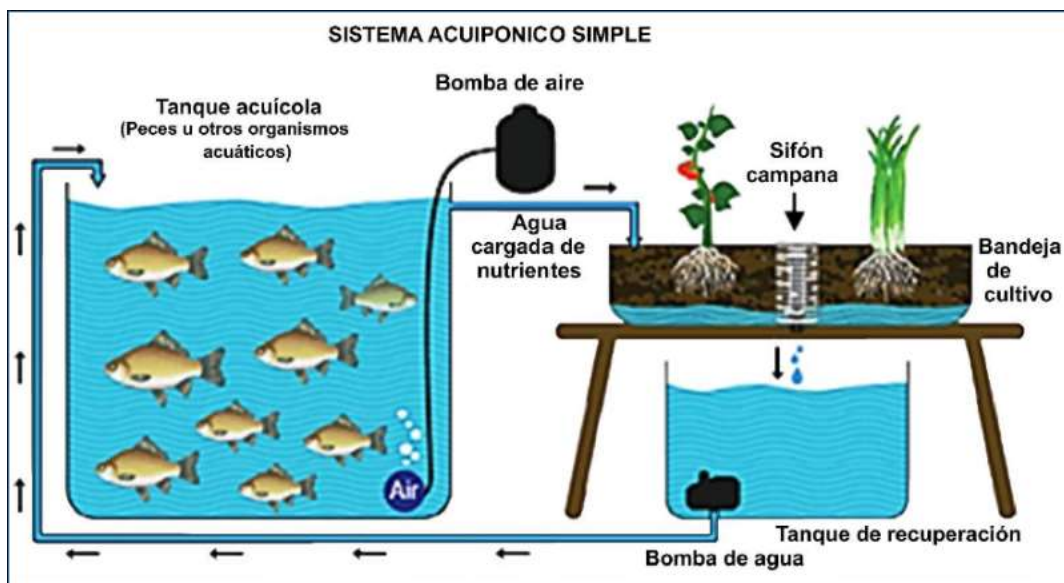 SISTEMA ACUIPONICO SIMPLE
Bomba de aire
Tanque acuícola
(Peces u otros organismos
acuáticos)
Sifón
campana
Agua
cargada de
nutrientes
Bandeja
de
cultivo
Air
Tanque de recuperación
Bomba de agua